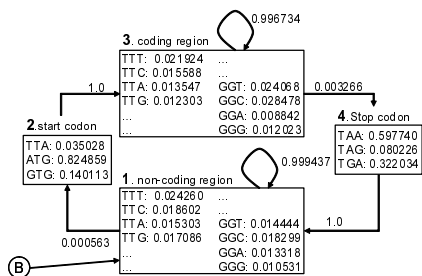 0.996734
3. coding region
TTT: 0.021924 ...
TTC: 0.015588 ...
TTA: 0.013547 GGT: 0.024068
TTG: 0.012303 GGC: 0.028478
... GGA: 0.008842
... GGG: 0.012023
1.0
0.003266
2.start codon
TTA: 0.035028
ATG: 0.824859
GTG: 0.140113
4. Stop codon
TAA: 0.597740
TAG: 0.080226
TGA: 0.322034
0.999437
1. non-coding region
TTT: 0.024260 ...
TTC: 0.018602 ...
TTA: 0.015303 GGT: 0.014444
TTG: 0.017086 GGC: 0.018299
... GGA: 0.013318
... GGG: 0.010531
0.000563
1.0
B